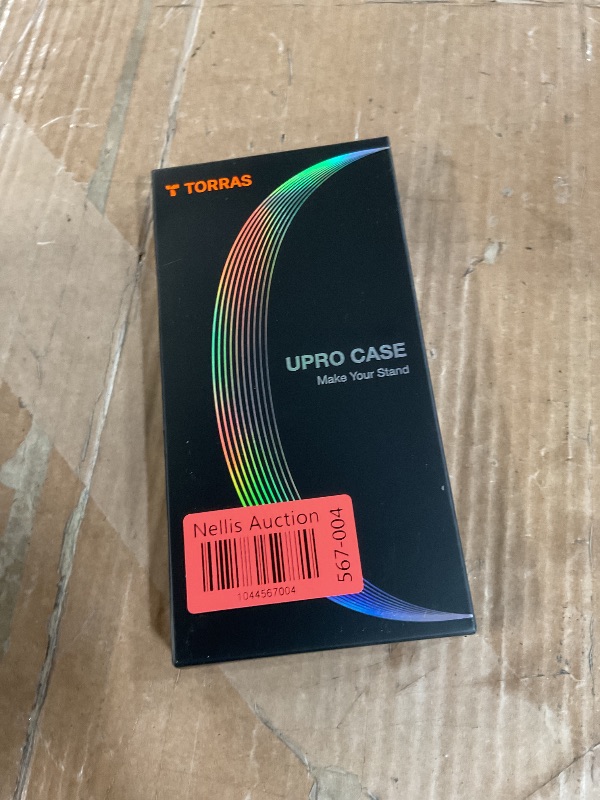 TORRAS
UPRO CASE
Make Your Stand
Nellis Auction
1044567004
567-004